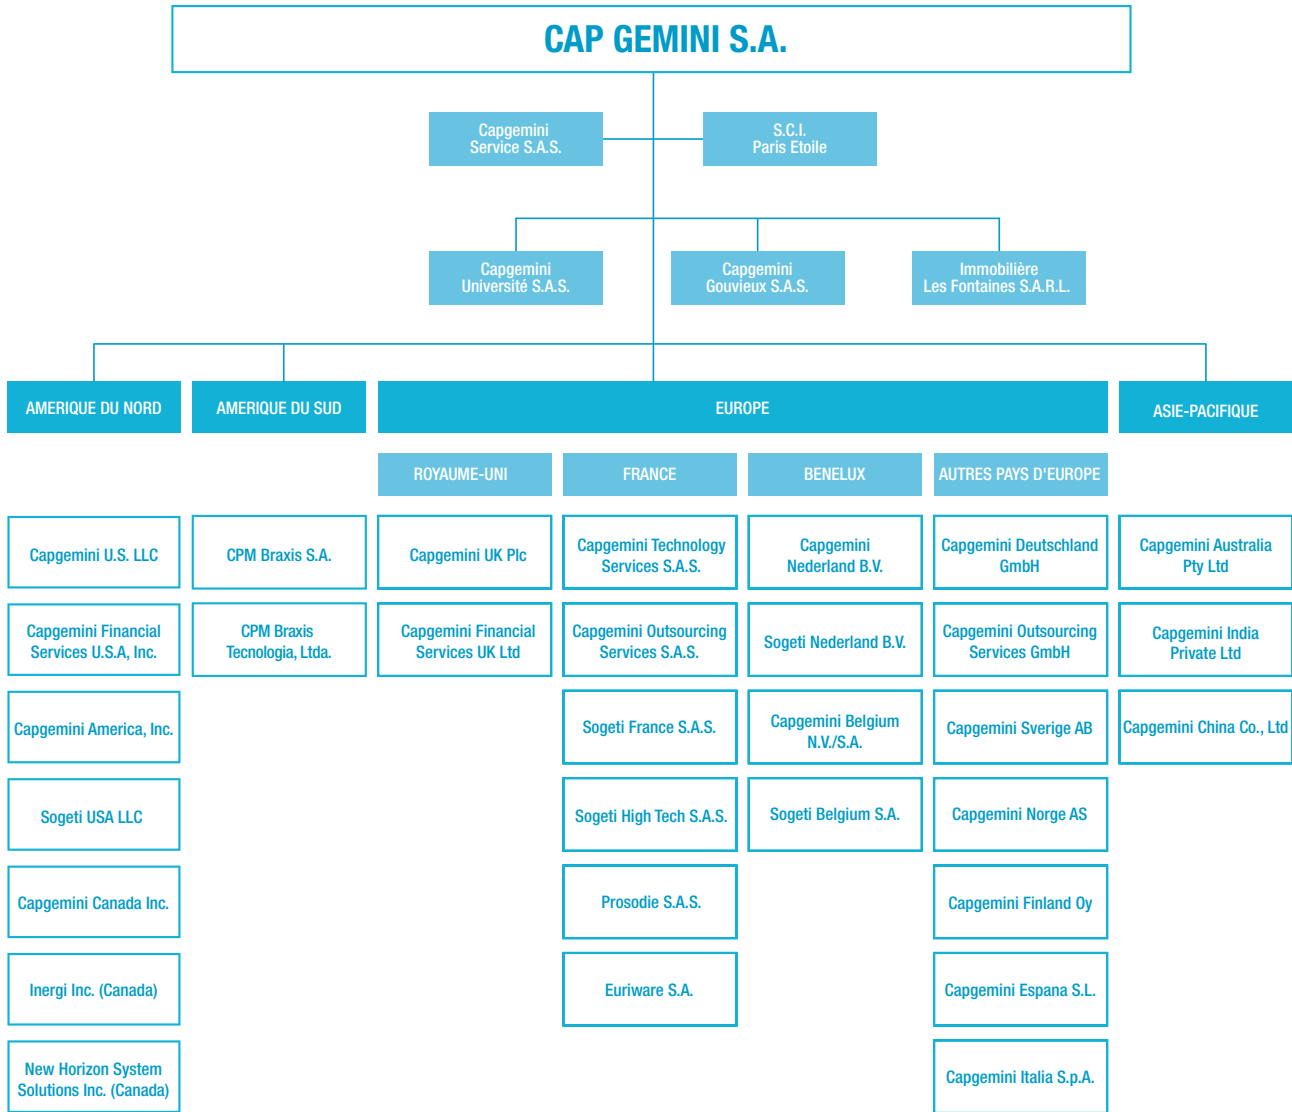 CAP GEMINI S.A.
Capgemini
Service S.A.S.
S.C.I.
Paris Etoile
Capgemini
Université S.A.S.
Capgemini
Gouvieux S.A.S.
Immobilière
Les Fontaines S.A.R.L.
AMERIQUE DU NORD
AMERIQUE DU SUD
EUROPE
ASIE-PACIFIQUE
ROYAUME-UNI
FRANCE
BENELUX
AUTRES PAYS D'EUROPE
Capgemini U.S. LLC
CPM Braxis S.A.
Capgemini UK Plc
Capgemini Technology
Services S.A.S.
Capgemini
Nederland B.V.
Capgemini Deutschland
GmbH
Capgemini Australia
Pty Ltd
Capgemini Financial
Services U.S.A, Inc.
CPM Braxis
Tecnologia, Ltda.
Capgemini Financial
Services UK Ltd
Capgemini Outsourcing
Services S.A.S.
Sogeti Nederland B.V.
Capgemini Outsourcing
Services GmbH
Capgemini India
Private Ltd
Capgemini America, Inc.
Sogeti France S.A.S.
Capgemini Belgium
N.V./S.A.
Capgemini Sverige AB
Capgemini China Co., Ltd
Sogeti USA LLC
Sogeti High Tech S.A.S.
Sogeti Belgium S.A.
Capgemini Norge AS
Capgemini Canada Inc.
Prosodie S.A.S.
Capgemini Finland Oy
Inergi Inc. (Canada)
Euriware S.A.
Capgemini Espana S.L.
New Horizon System
Solutions Inc. (Canada)
Capgemini Italia S.p.A.